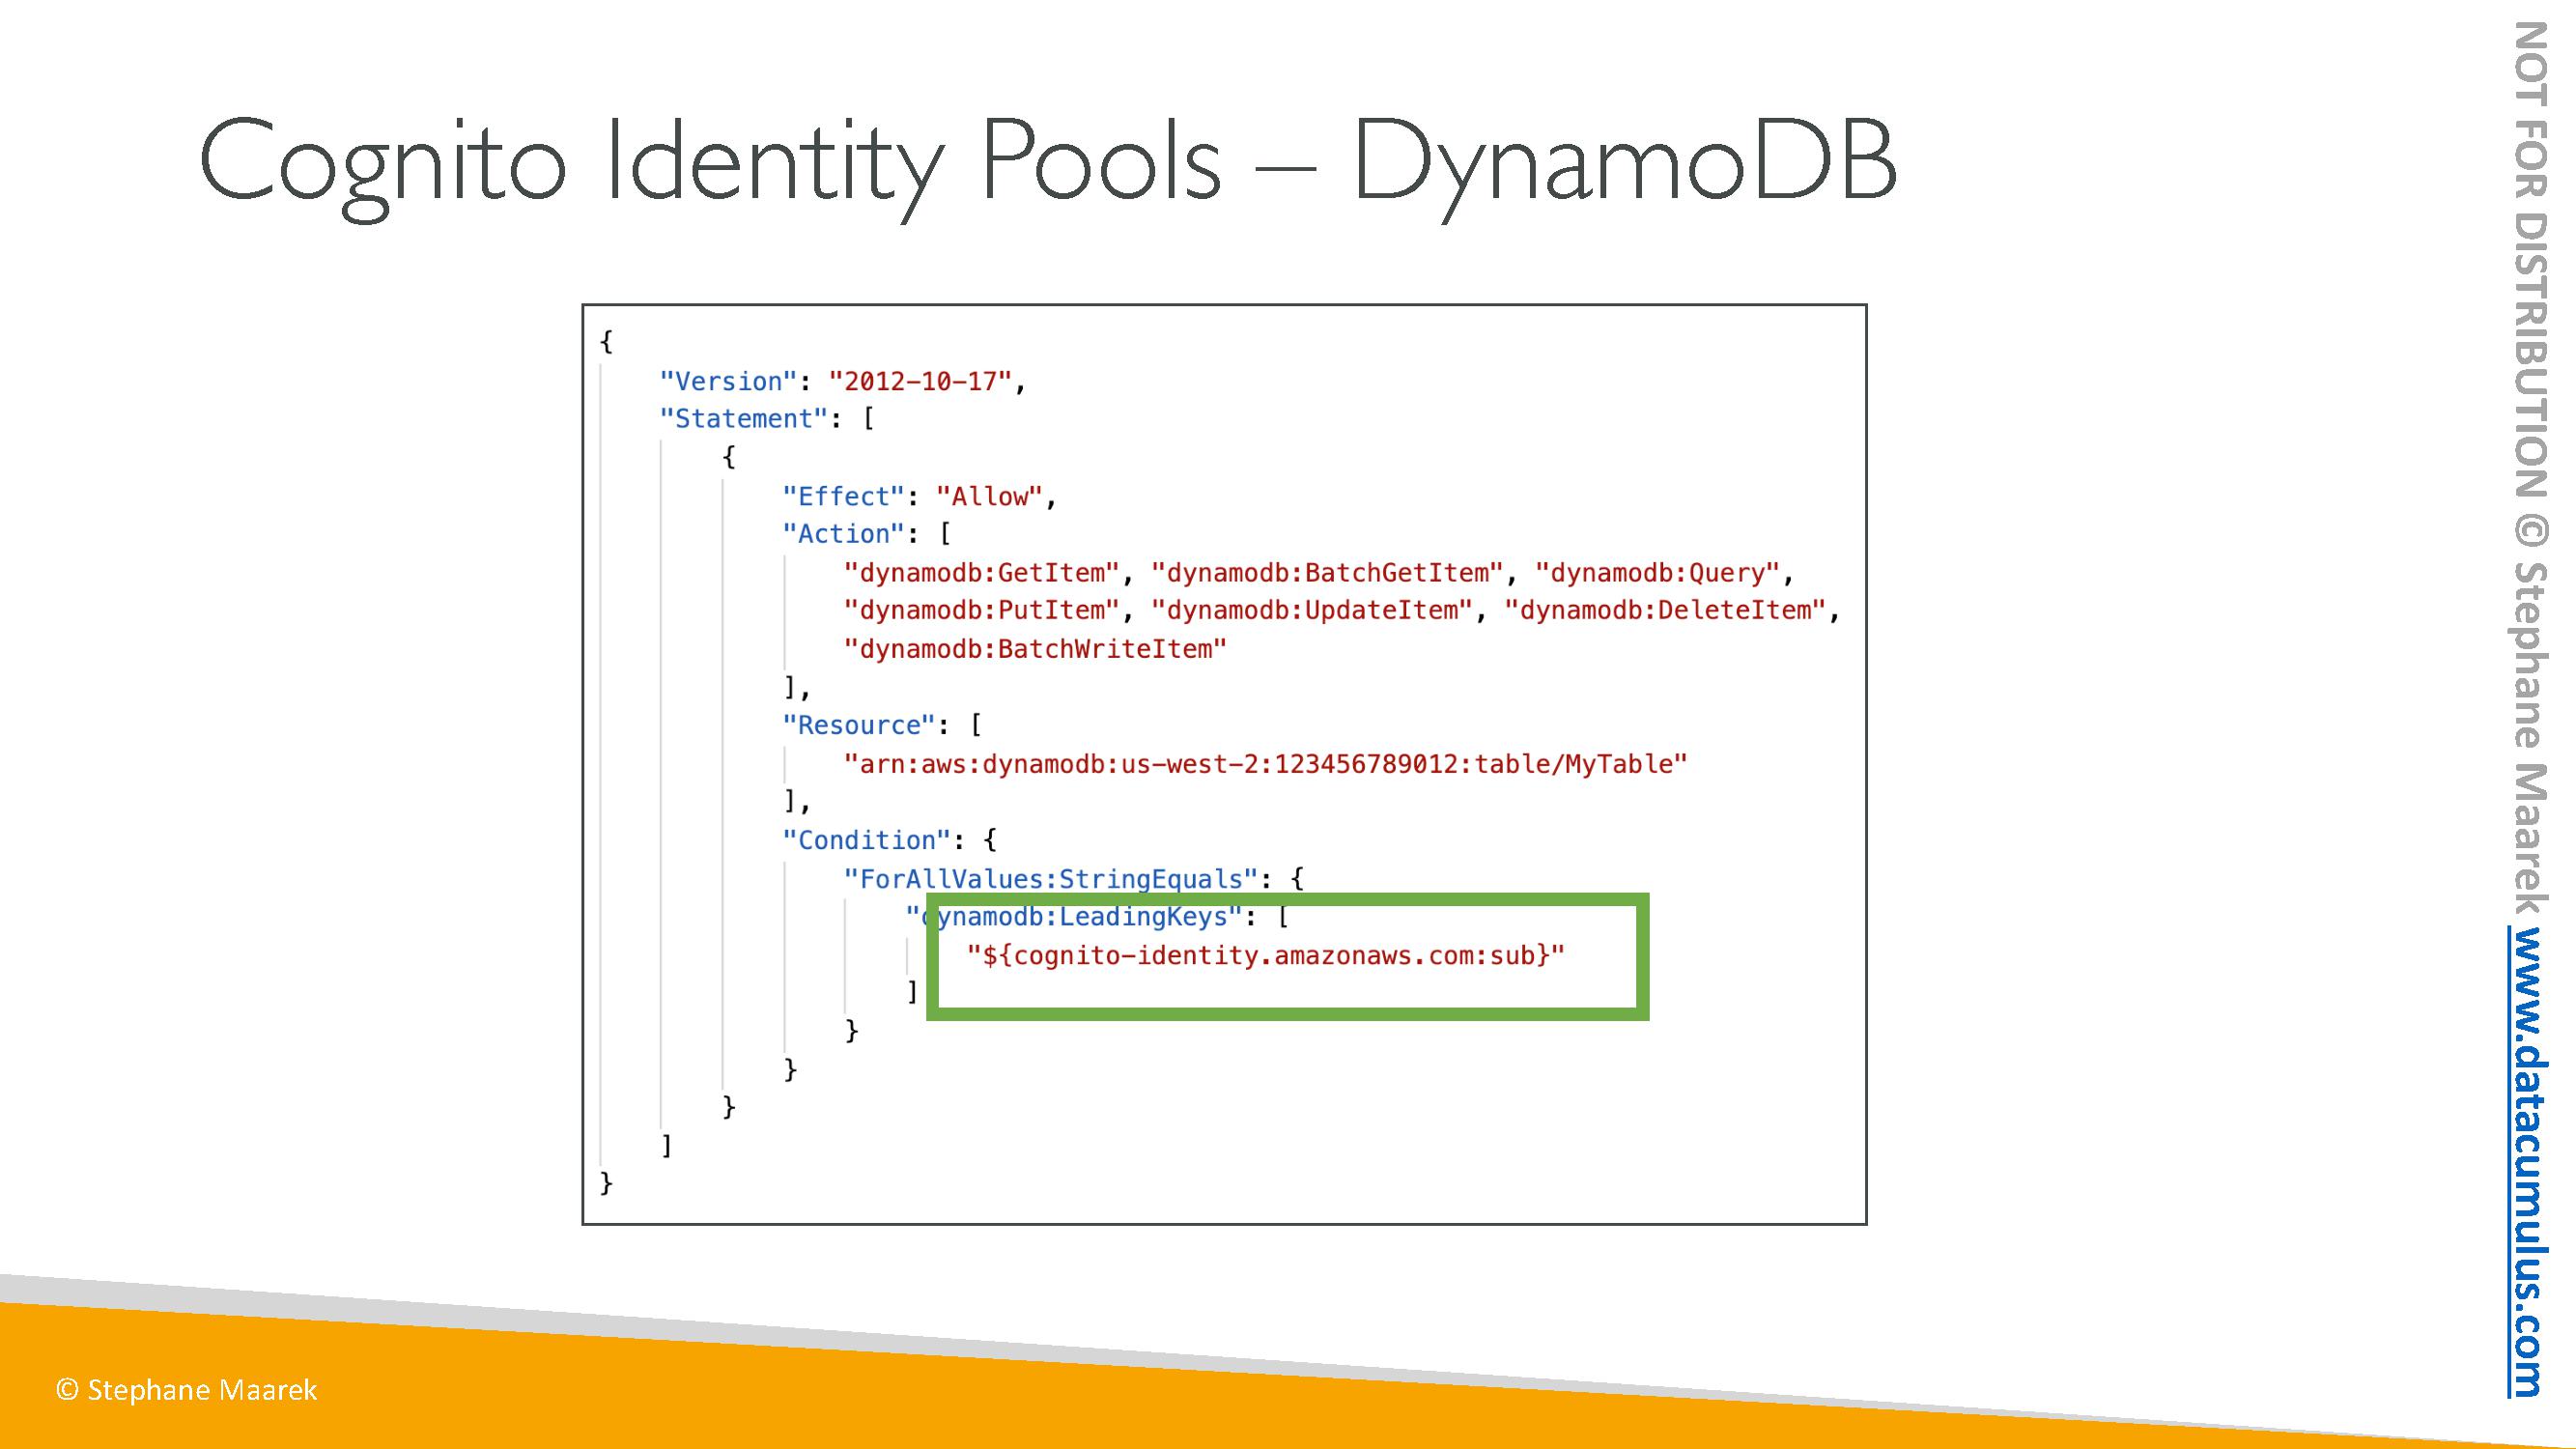 Cognito Identity Pools – DynamoDB
{
"Version": "2012-10-17",
"Statement": [
{
"Effect": "Allow",
"Action": [
"dynamodb:GetItem", "dynamodb:BatchGetItem", "dynamodb:Query",
"dynamodb:PutItem", "dynamodb:UpdateItem", "dynamodb:DeleteItem",
"dynamodb:BatchWriteItem"
],
"Resource": [
"arn:aws:dynamodb:us-west-2:123456789012:table/MyTable"
],
"Condition": {
"ForAllValues:StringEquals": {
"dynamodb:LeadingKeys": [
"${cognito-identity.amazonaws.com:sub}"
]
}
}
}
]
}
© Stephane Maarek
NOT FOR DISTRIBUTION © Stephane Maarek www.datacumulus.com